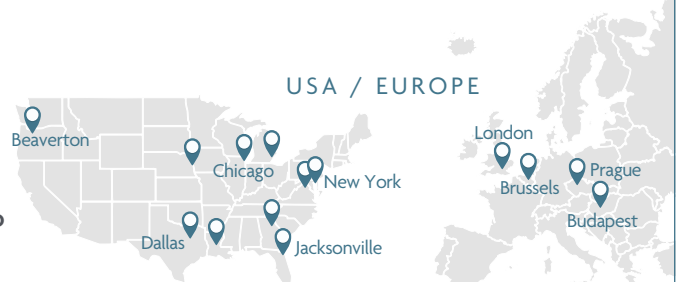 USA / EUROPE
Beaverton
Chicago
New York
Dallas
Jacksonville
London
Brussels
Prague
Budapest